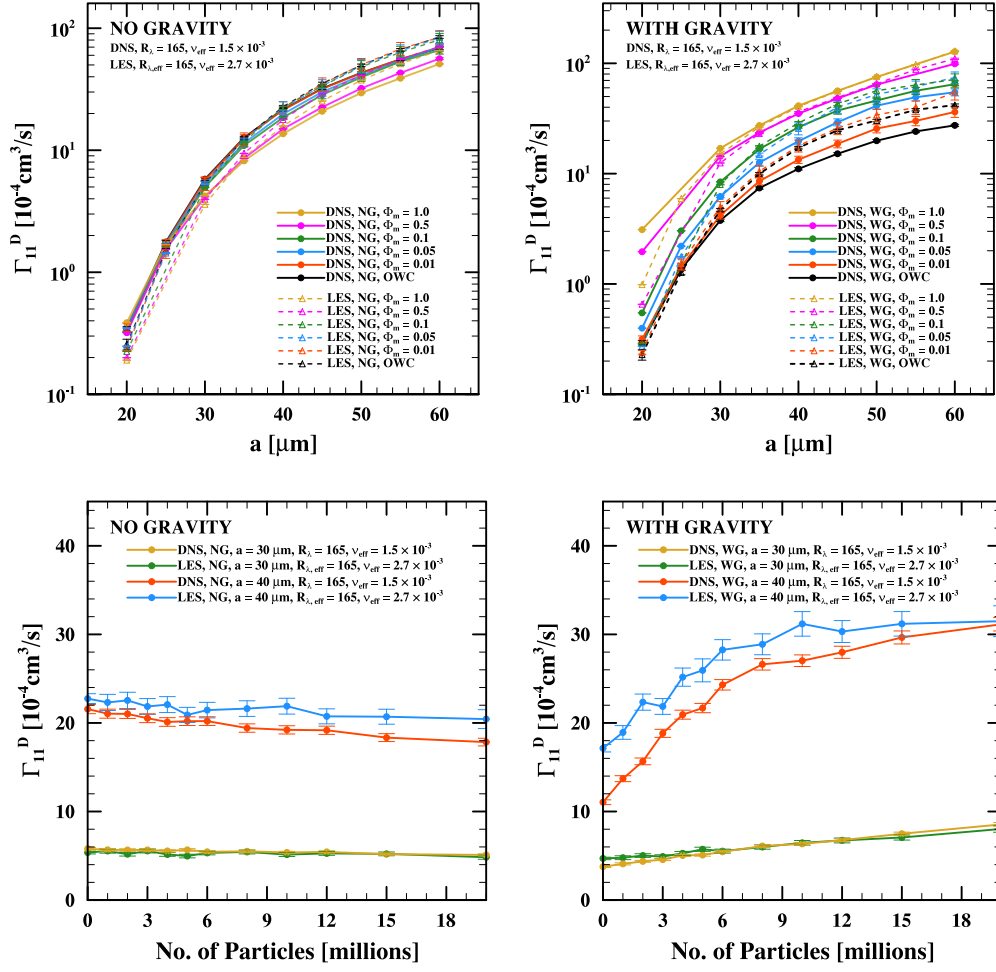 NO GRAVITY
DNS, Rλ = 165, νeff = 1.5 × 10⁻³
LES, Rλ,eff = 165, νeff = 2.7 × 10⁻³
10²
10¹
10⁰
10⁻¹
Γ₁₁ᴰ [10⁻⁴cm³/s]
DNS, NG, Φm = 1.0
DNS, NG, Φm = 0.5
DNS, NG, Φm = 0.1
DNS, NG, Φm = 0.05
DNS, NG, Φm = 0.01
DNS, NG, OWC
LES, NG, Φm = 1.0
LES, NG, Φm = 0.5
LES, NG, Φm = 0.1
LES, NG, Φm = 0.05
LES, NG, Φm = 0.01
LES, NG, OWC
20 30 40 50 60
a [μm]
WITH GRAVITY
DNS, Rλ = 165, νeff = 1.5 × 10⁻³
LES, Rλ,eff = 165, νeff = 2.7 × 10⁻³
10²
10¹
10⁰
10⁻¹
Γ₁₁ᴰ [10⁻⁴cm³/s]
DNS, WG, Φm = 1.0
DNS, WG, Φm = 0.5
DNS, WG, Φm = 0.1
DNS, WG, Φm = 0.05
DNS, WG, Φm = 0.01
DNS, WG, OWC
LES, WG, Φm = 1.0
LES, WG, Φm = 0.5
LES, WG, Φm = 0.1
LES, WG, Φm = 0.05
LES, WG, Φm = 0.01
LES, WG, OWC
20 30 40 50 60
a [μm]
NO GRAVITY
DNS, NG, a = 30 μm, Rλ = 165, νeff = 1.5 × 10⁻³
LES, NG, a = 30 μm, Rλ, eff = 165, νeff = 2.7 × 10⁻³
DNS, NG, a = 40 μm, Rλ = 165, νeff = 1.5 × 10⁻³
LES, NG, a = 40 μm, Rλ, eff = 165, νeff = 2.7 × 10⁻³
40
30
20
10
0
Γ₁₁ᴰ [10⁻⁴cm³/s]
0 3 6 9 12 15 18
No. of Particles [millions]
WITH GRAVITY
DNS, WG, a = 30 μm, Rλ = 165, νeff = 1.5 × 10⁻³
LES, WG, a = 30 μm, Rλ, eff = 165, νeff = 2.7 × 10⁻³
DNS, WG, a = 40 μm, Rλ = 165, νeff = 1.5 × 10⁻³
LES, WG, a = 40 μm, Rλ, eff = 165, νeff = 2.7 × 10⁻³
40
30
20
10
0
Γ₁₁ᴰ [10⁻⁴cm³/s]
0 3 6 9 12 15 18
No. of Particles [millions]